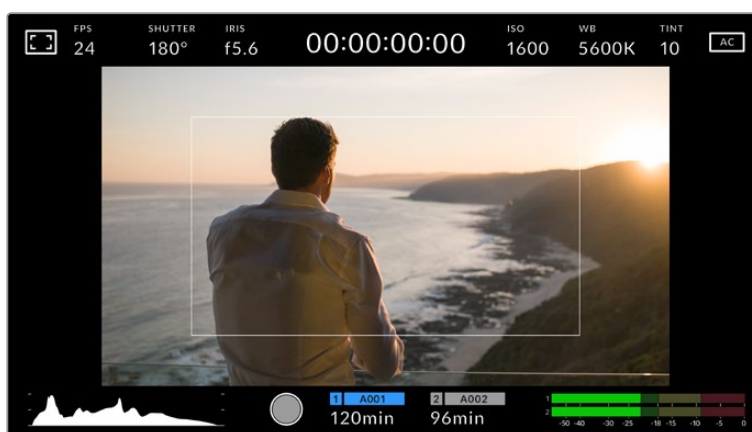 FPS SHUTTER IRIS ISO WB TINT
24 180° f5.6 00:00:00:00 1600 5600K 10 AC
1 A001 2 A002
120min 96min
1
2
-50 -40 -30 -25 -18 -15 -10 -5 0